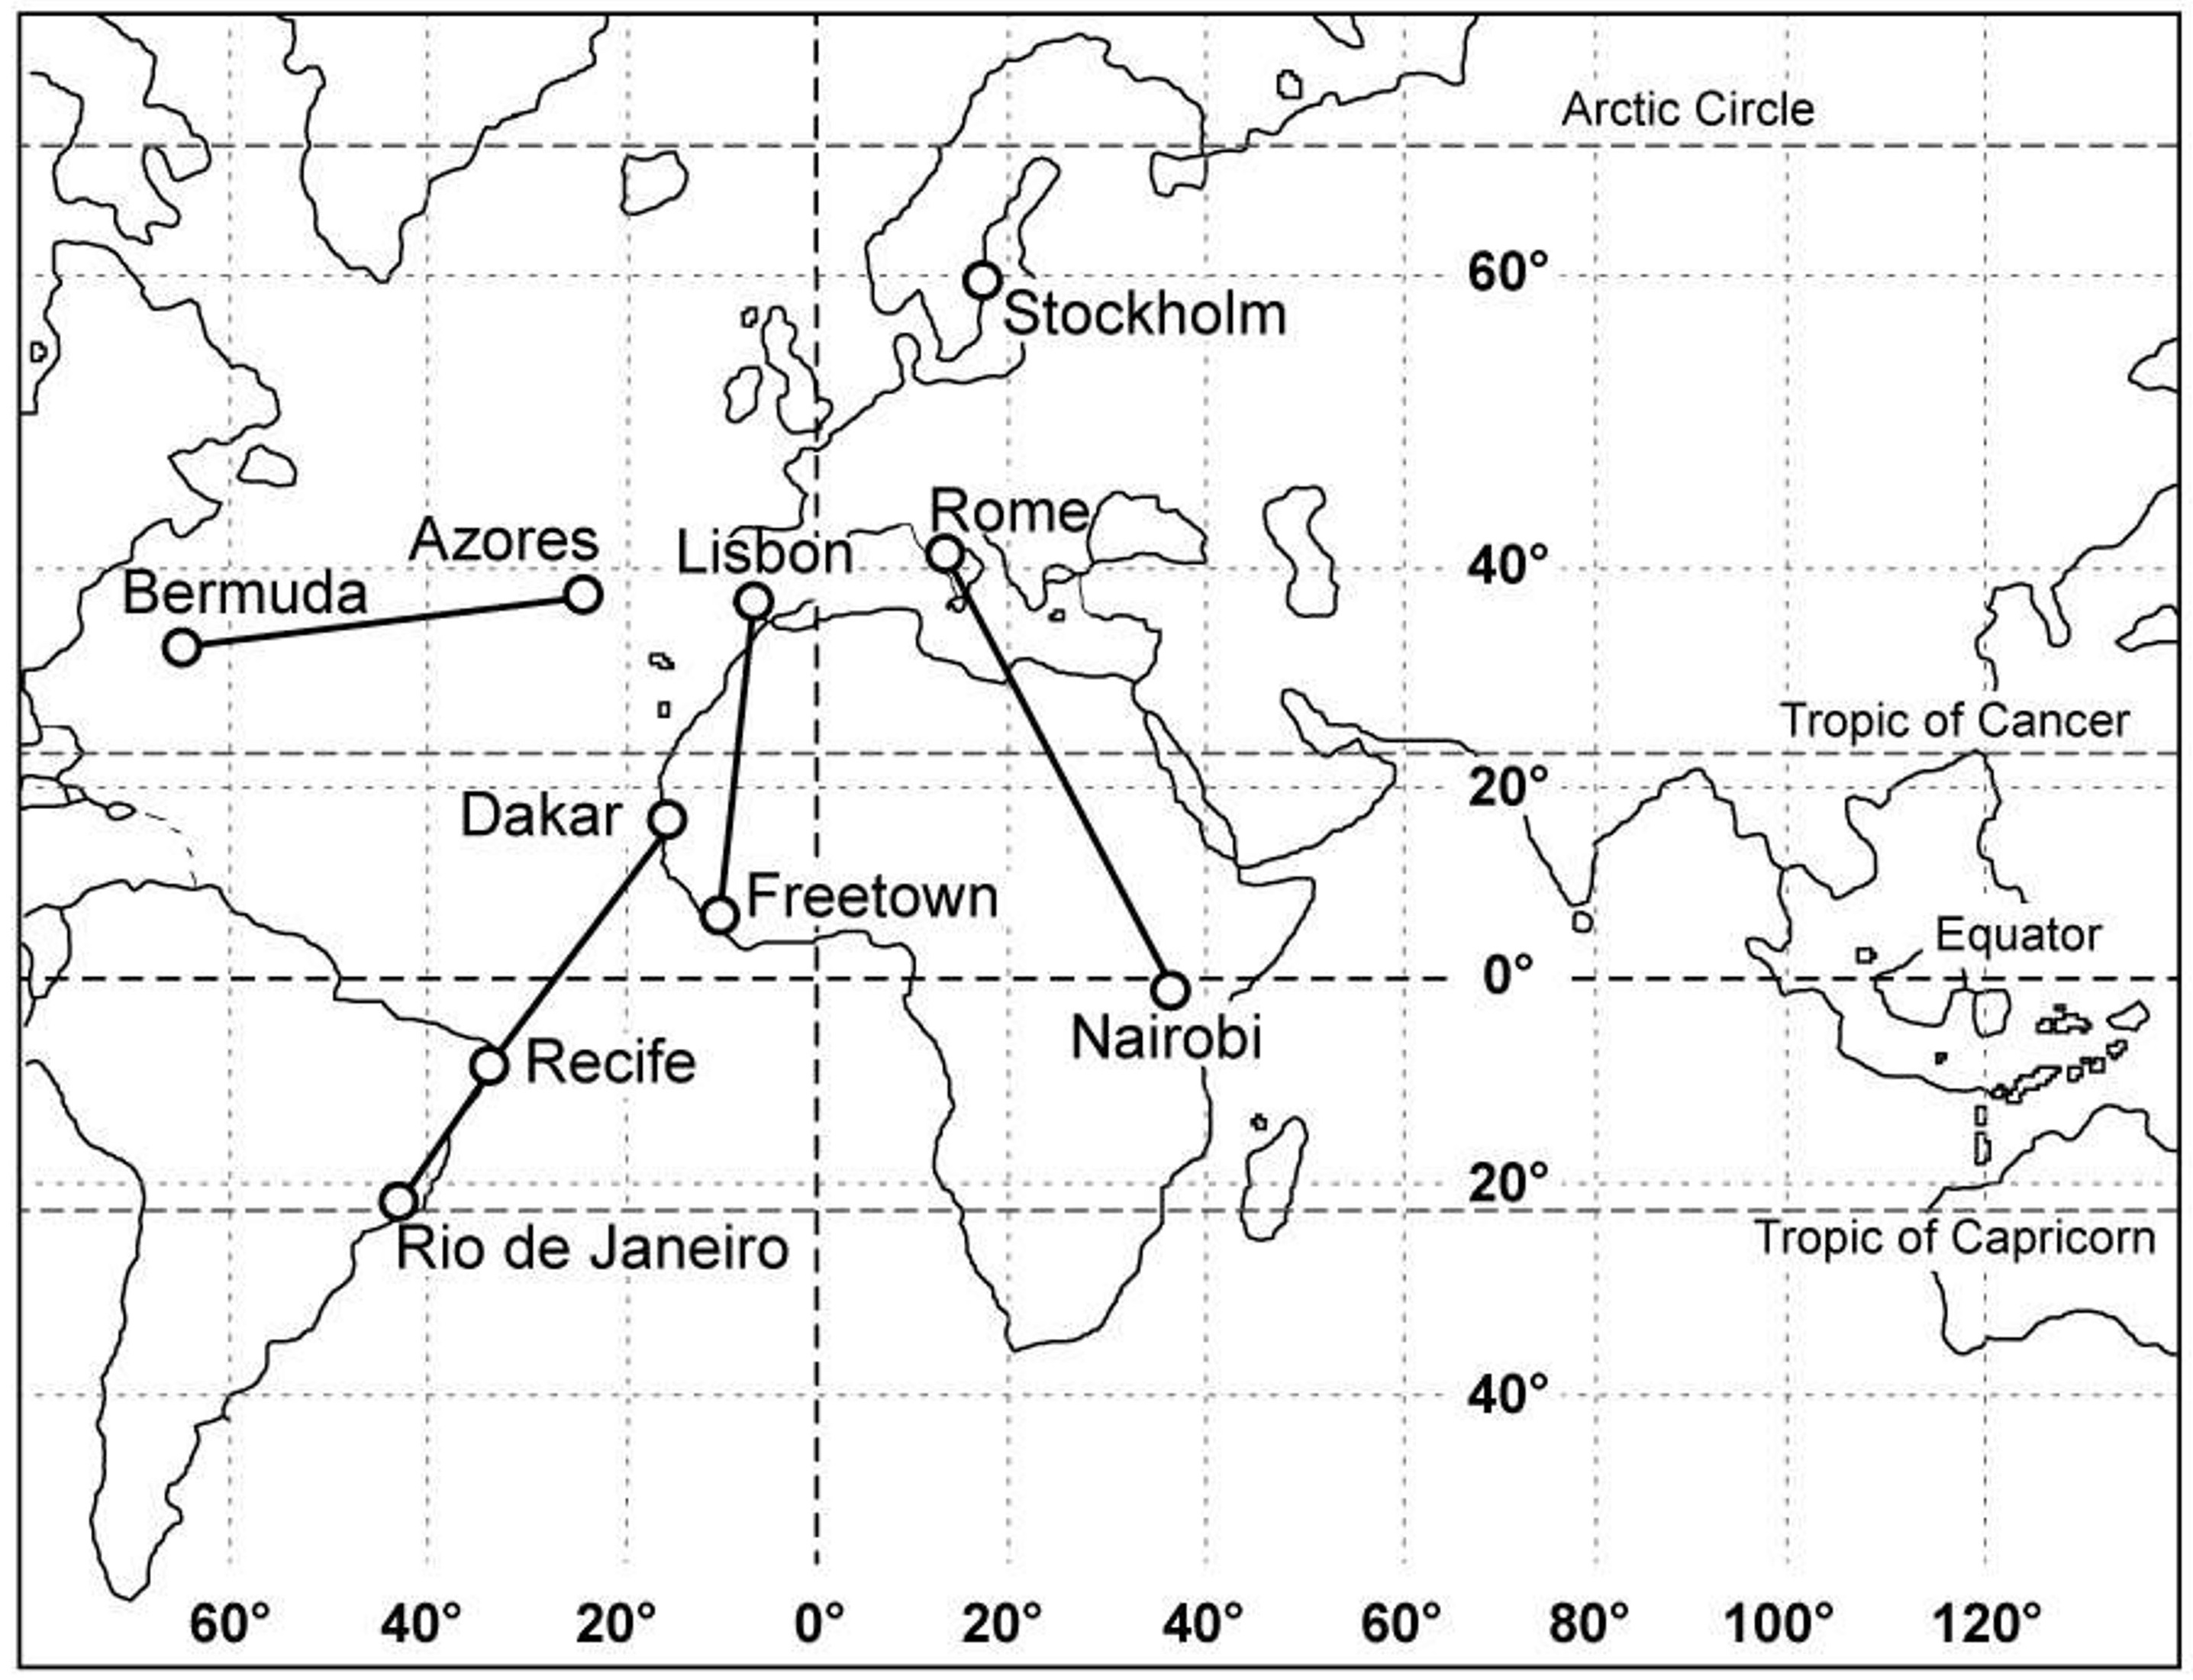 Arctic Circle
60°
Stockholm
Rome
Azores
Lisbon
40°
Bermuda
Tropic of Cancer
20°
Dakar
Freetown
Equator
0°
Nairobi
Recife
20°
Tropic of Capricorn
Rio de Janeiro
40°
60° 40° 20° 0° 20° 40° 60° 80° 100° 120°